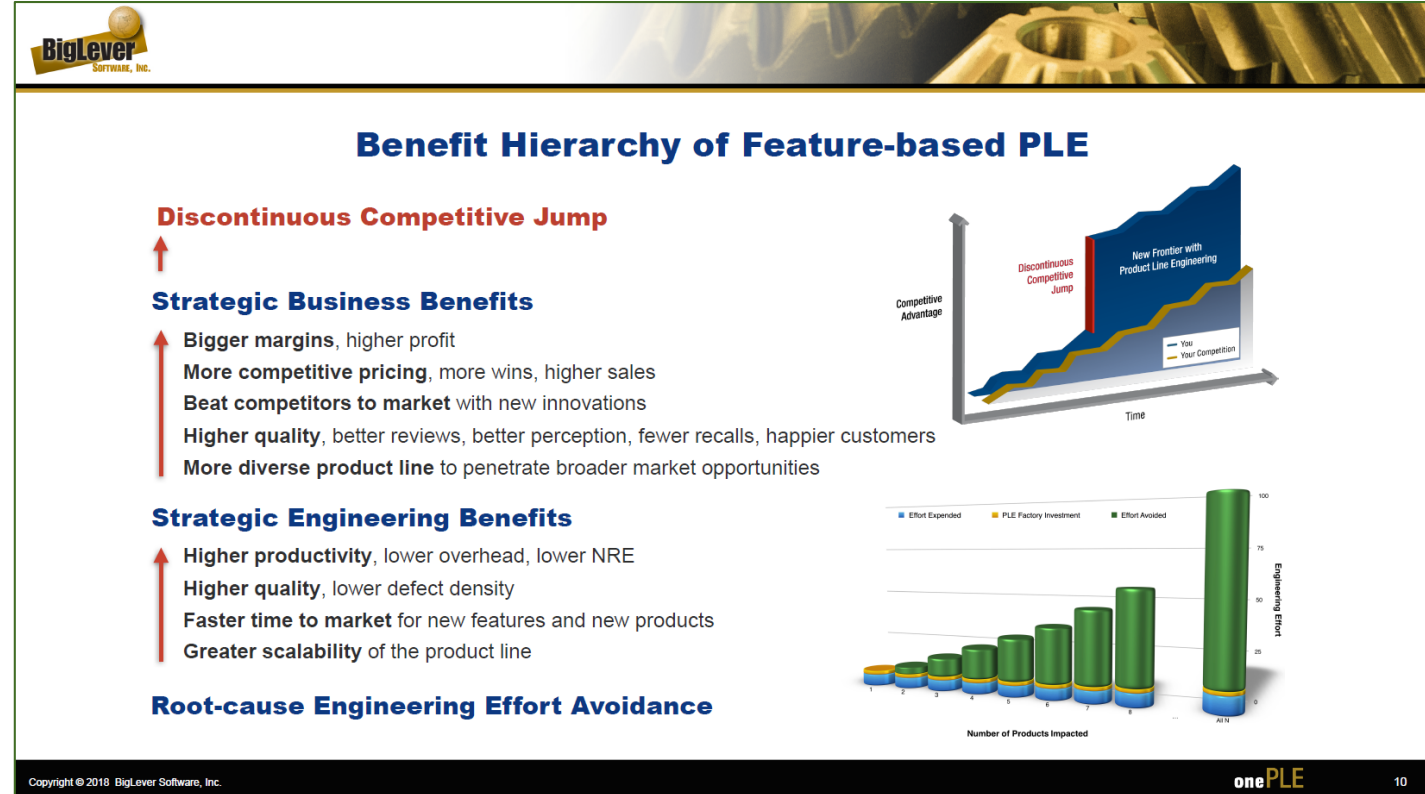 BigLever
SOFTWARE, INC.
Benefit Hierarchy of Feature-based PLE
Discontinuous Competitive Jump
Strategic Business Benefits
Bigger margins, higher profit
More competitive pricing, more wins, higher sales
Beat competitors to market with new innovations
Higher quality, better reviews, better perception, fewer recalls, happier customers
More diverse product line to penetrate broader market opportunities
Strategic Engineering Benefits
Higher productivity, lower overhead, lower NRE
Higher quality, lower defect density
Faster time to market for new features and new products
Greater scalability of the product line
Root-cause Engineering Effort Avoidance
Competitive
Advantage
Discontinuous
Competitive
Jump
New Frontier with
Product Line Engineering
You
Your Competition
Time
Effort Expended PLE Factory Investment Effort Avoided
100
75
50
25
0
Engineering Effort
1 2 3 4 5 6 7 8 ... All N
Number of Products Impacted
Copyright © 2018 BigLever Software, Inc.
onePLE
10